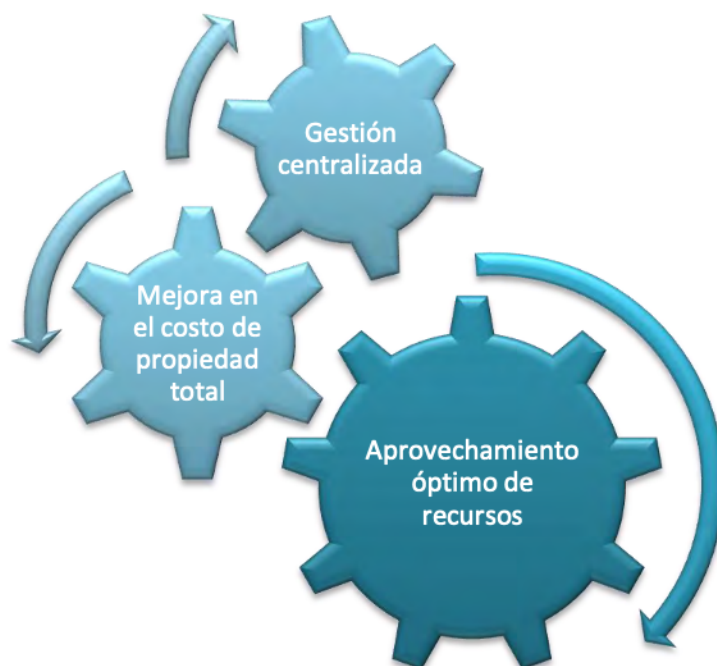 Gestión
centralizada
Mejora en
el costo de
propiedad
total
Aprovechamiento
óptimo de
recursos